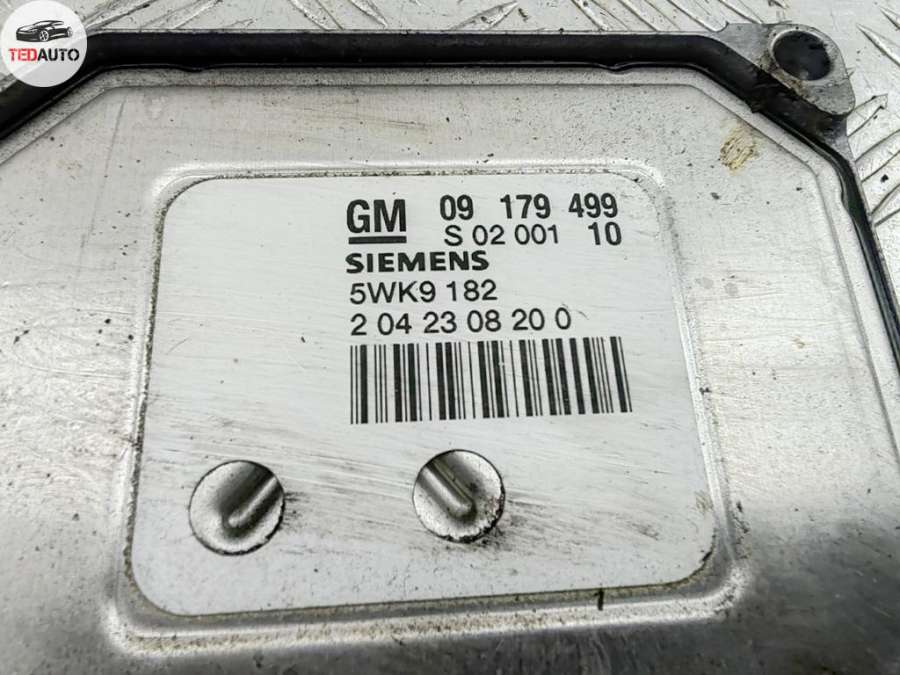 TEDAUTO
GM 09 179 499
S 02 001 10
SIEMENS
5WK9 182
2 04 23 08 20 0